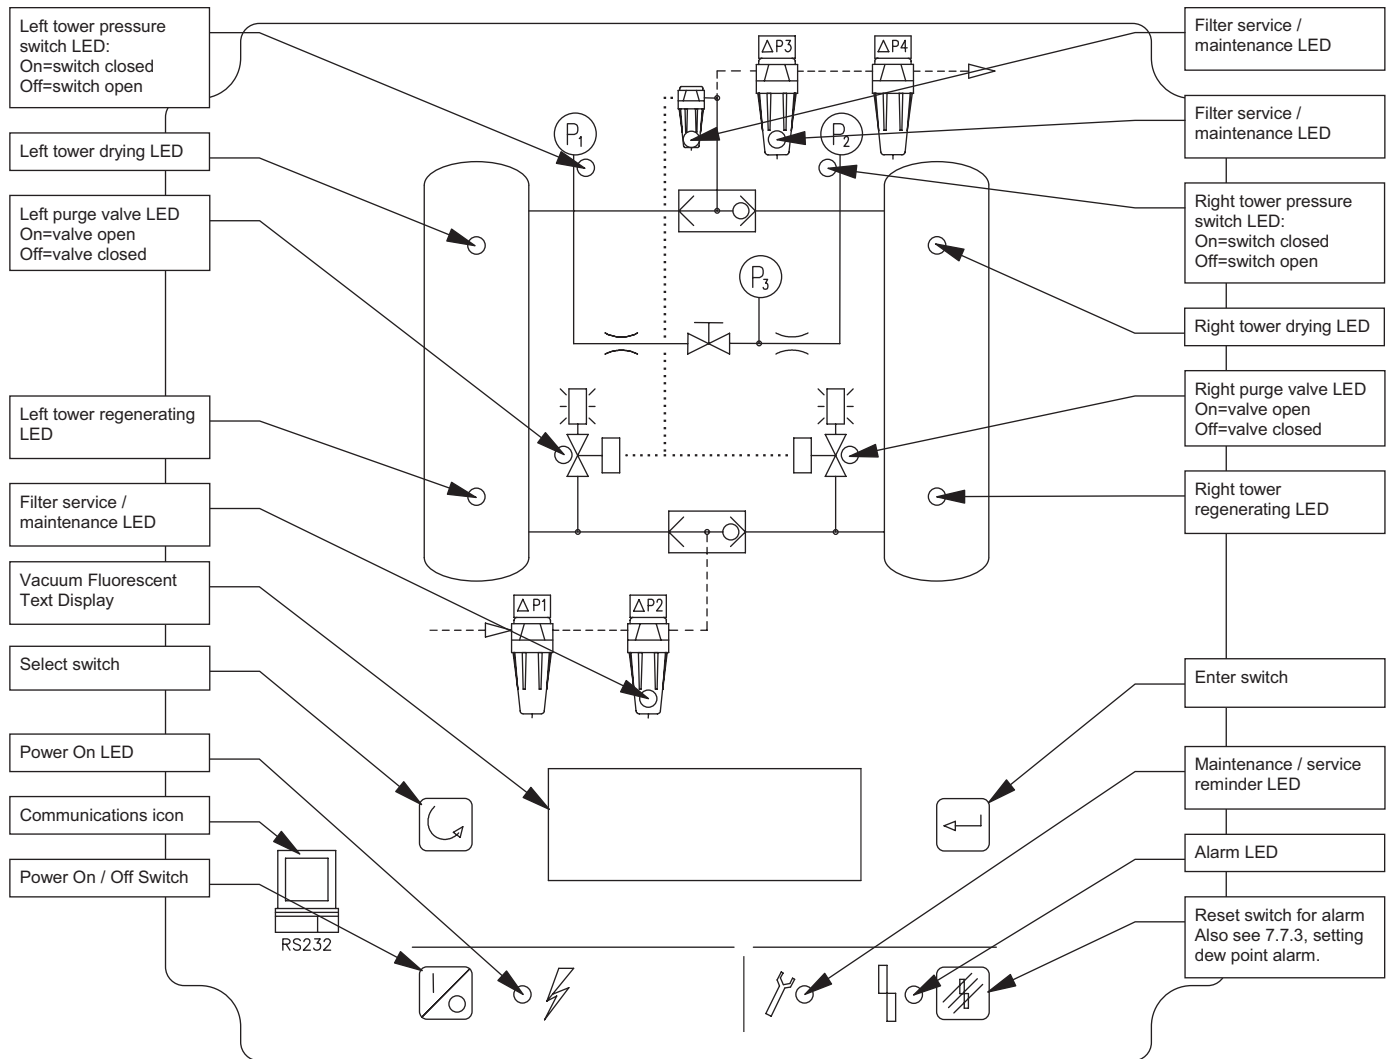 Left tower pressure
switch LED:
On=switch closed
Off=switch open
Left tower drying LED
Left purge valve LED
On=valve open
Off=valve closed
Left tower regenerating
LED
Filter service /
maintenance LED
Vacuum Fluorescent
Text Display
Select switch
Power On LED
Communications icon
Power On / Off Switch
RS232
△P3
△P4
P1
P2
P3
△P1
△P2
Filter service /
maintenance LED
Filter service /
maintenance LED
Right tower pressure
switch LED:
On=switch closed
Off=switch open
Right tower drying LED
Right purge valve LED
On=valve open
Off=valve closed
Right tower
regenerating LED
Enter switch
Maintenance / service
reminder LED
Alarm LED
Reset switch for alarm
Also see 7.7.3, setting
dew point alarm.